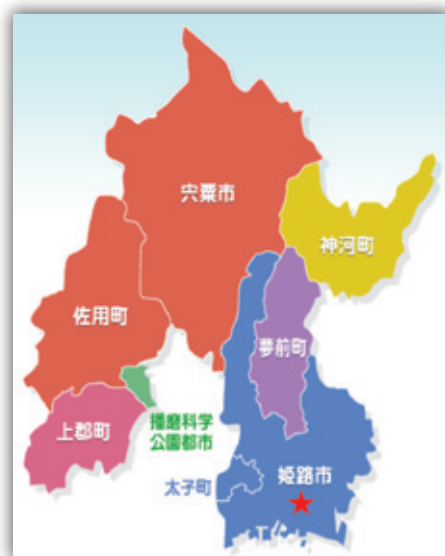 宍粟市
神河町
佐用町
夢前町
上郡町
播磨科学
公園都市
太子町
姫路市